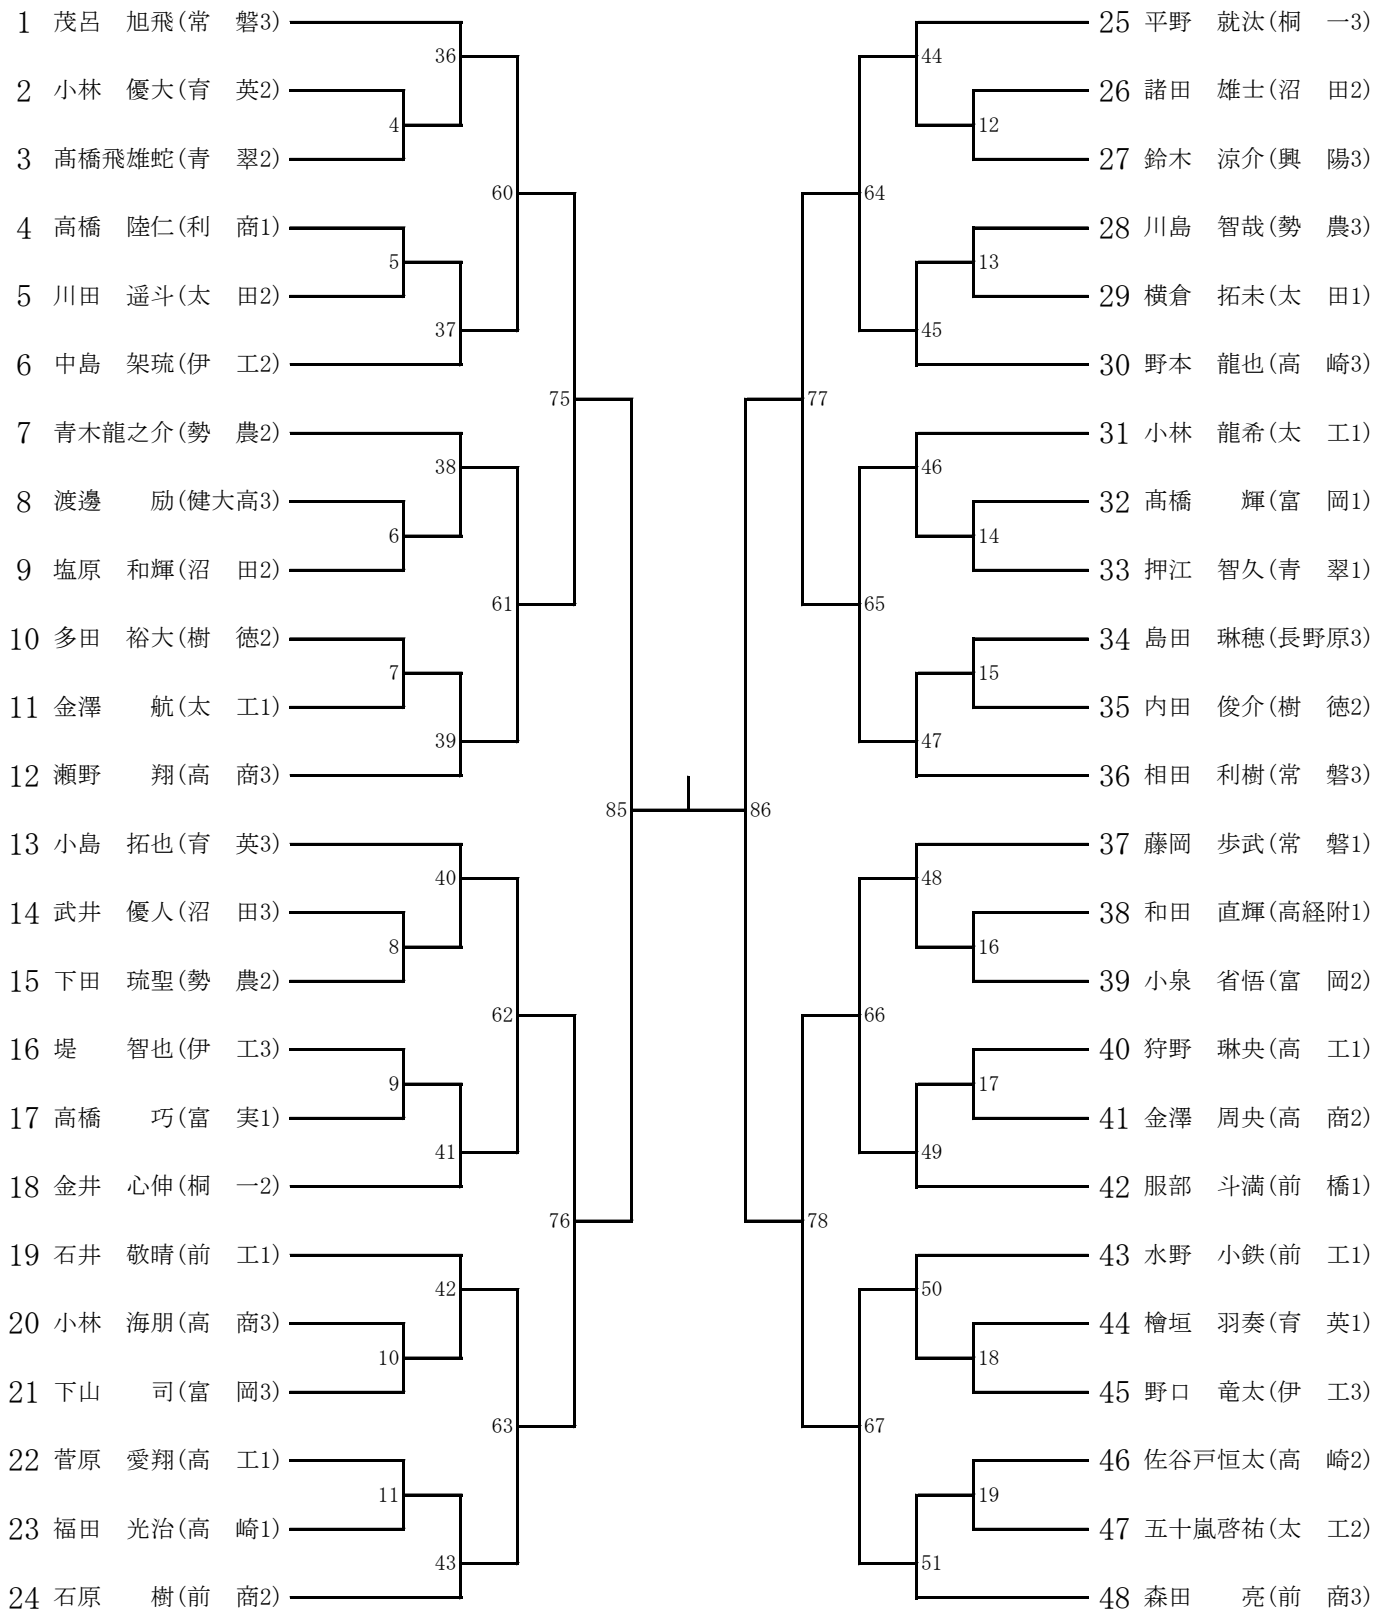 1 茂呂　旭飛(常　磐3)
36
2 小林　優大(育　英2)
4
3 髙橋飛雄蛇(青　翠2)
60
4 高橋　陸仁(利　商1)
5
5 川田　遥斗(太　田2)
37
6 中島　架琉(伊　工2)
75
7 青木龍之介(勢　農2)
38
8 渡邊　　励(健大高3)
6
9 塩原　和輝(沼　田2)
61
10 多田　裕大(樹　徳2)
7
11 金澤　　航(太　工1)
39
12 瀬野　　翔(高　商3)
85
13 小島　拓也(育　英3)
40
14 武井　優人(沼　田3)
8
15 下田　琉聖(勢　農2)
62
16 堤　　智也(伊　工3)
9
17 高橋　　巧(富　実1)
41
18 金井　心伸(桐　一2)
76
19 石井　敬晴(前　工1)
42
20 小林　海朋(高　商3)
10
21 下山　　司(富　岡3)
63
22 菅原　愛翔(高　工1)
11
23 福田　光治(高　崎1)
43
24 石原　　樹(前　商2)
25 平野　就汰(桐　一3)
44
26 諸田　雄士(沼　田2)
12
27 鈴木　涼介(興　陽3)
64
28 川島　智哉(勢　農3)
13
29 横倉　拓未(太　田1)
45
30 野本　龍也(高　崎3)
77
31 小林　龍希(太　工1)
46
32 髙橋　　輝(富　岡1)
14
33 押江　智久(青　翠1)
65
34 島田　琳穂(長野原3)
15
35 内田　俊介(樹　徳2)
47
36 相田　利樹(常　磐3)
86
37 藤岡　歩武(常　磐1)
48
38 和田　直輝(高経附1)
16
39 小泉　省悟(富　岡2)
66
40 狩野　琳央(高　工1)
17
41 金澤　周央(高　商2)
49
42 服部　斗満(前　橋1)
78
43 水野　小鉄(前　工1)
50
44 檜垣　羽奏(育　英1)
18
45 野口　竜太(伊　工3)
67
46 佐谷戸恒太(高　崎2)
19
47 五十嵐啓祐(太　工2)
51
48 森田　　亮(前　商3)